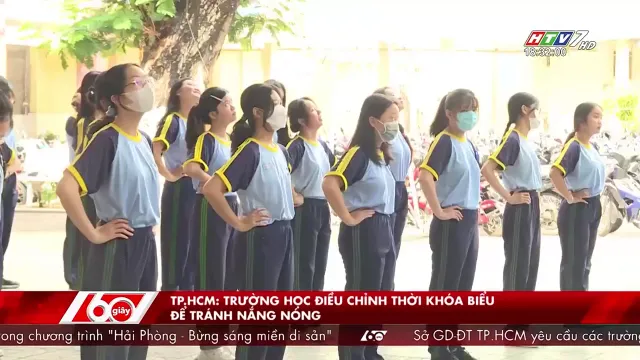 HTV7 HD
18:32:00
60 giây
TP.HCM: TRƯỜNG HỌC ĐIỀU CHỈNH THỜI KHÓA BIỂU
ĐỂ TRÁNH NẮNG NÓNG
ong chương trình "Hải Phòng - Bừng sáng miền di sản" 60 Sở GD-ĐT TP.HCM yêu cầu các trườn